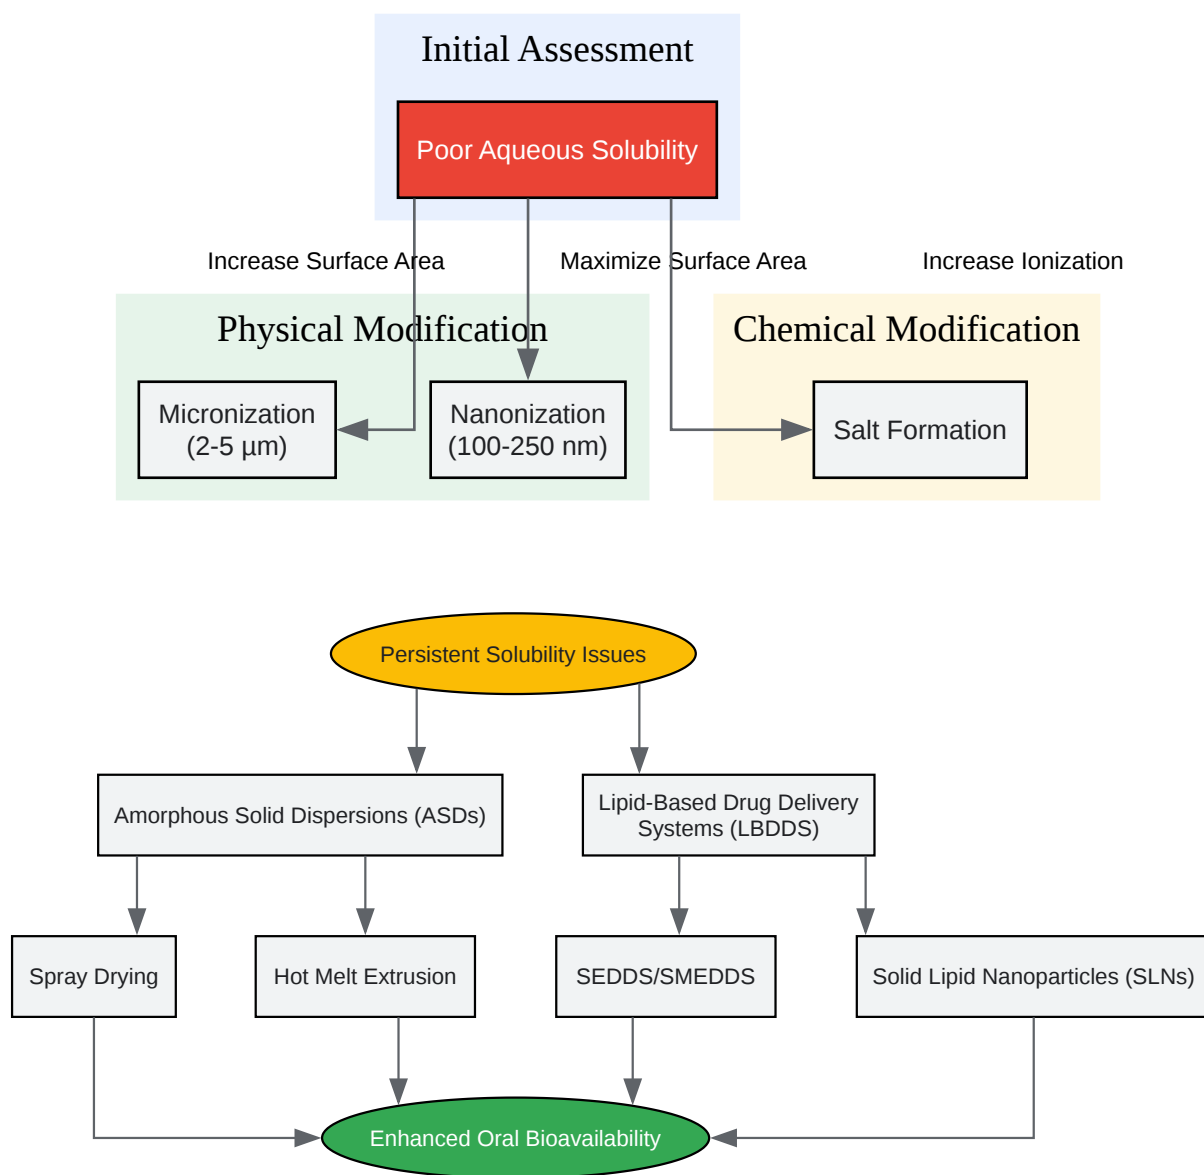 Initial Assessment
Poor Aqueous Solubility
Increase Surface Area
Maximize Surface Area
Increase Ionization
Physical Modification
Chemical Modification
Micronization
(2-5 µm)
Nanonization
(100-250 nm)
Salt Formation
Persistent Solubility Issues
Amorphous Solid Dispersions (ASDs)
Lipid-Based Drug Delivery
Systems (LBDDS)
Spray Drying
Hot Melt Extrusion
SEDDS/SMEDDS
Solid Lipid Nanoparticles (SLNs)
Enhanced Oral Bioavailability